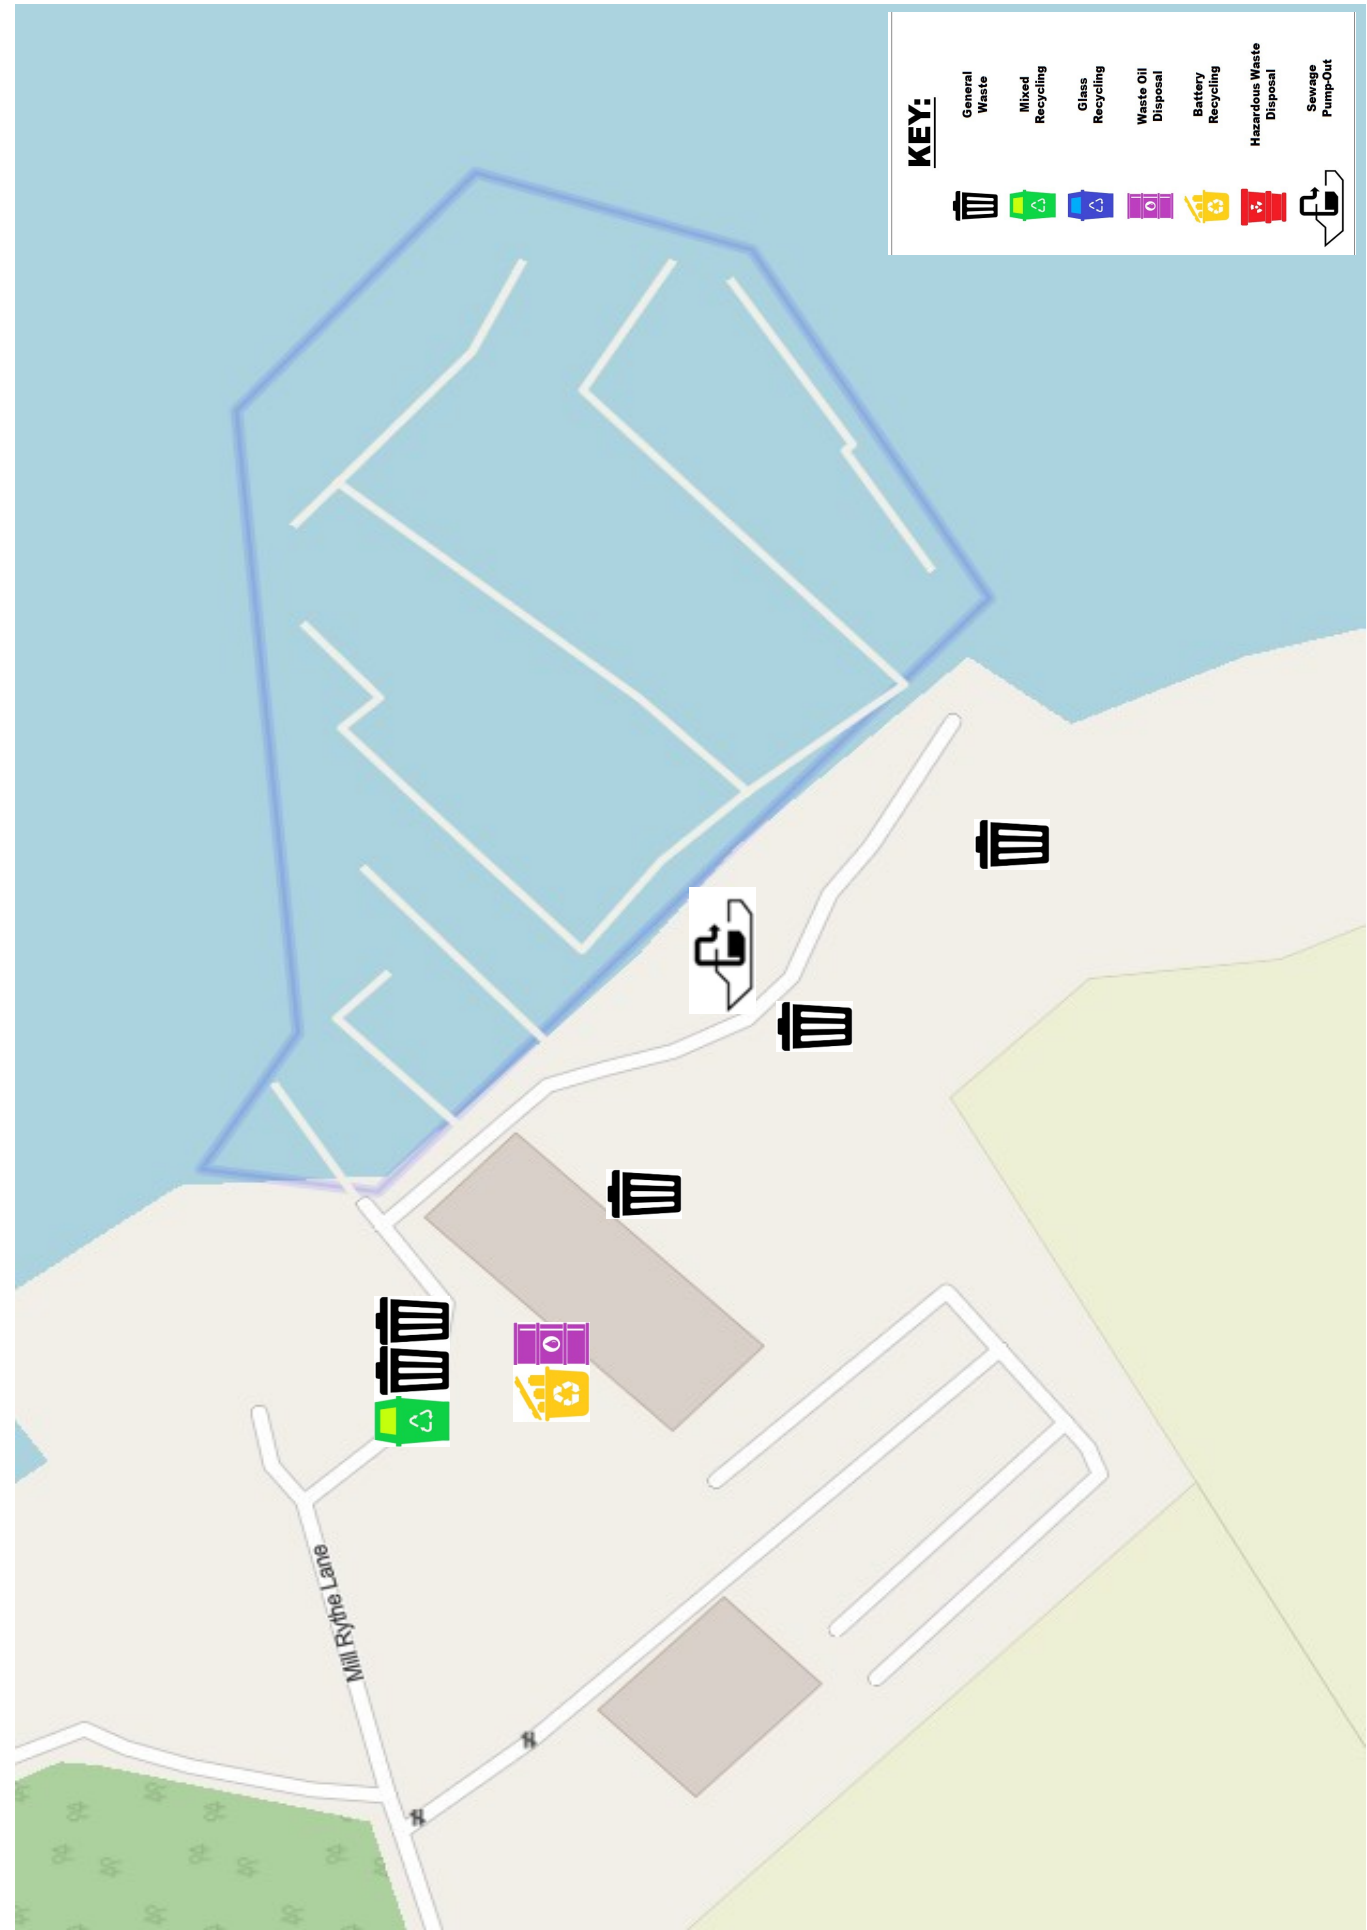 KEY:
General
Waste
Mixed
Recycling
Glass
Recycling
Waste Oil
Disposal
Battery
Recycling
Hazardous Waste
Disposal
Sewage
Pump-Out
Mill Rythe Lane